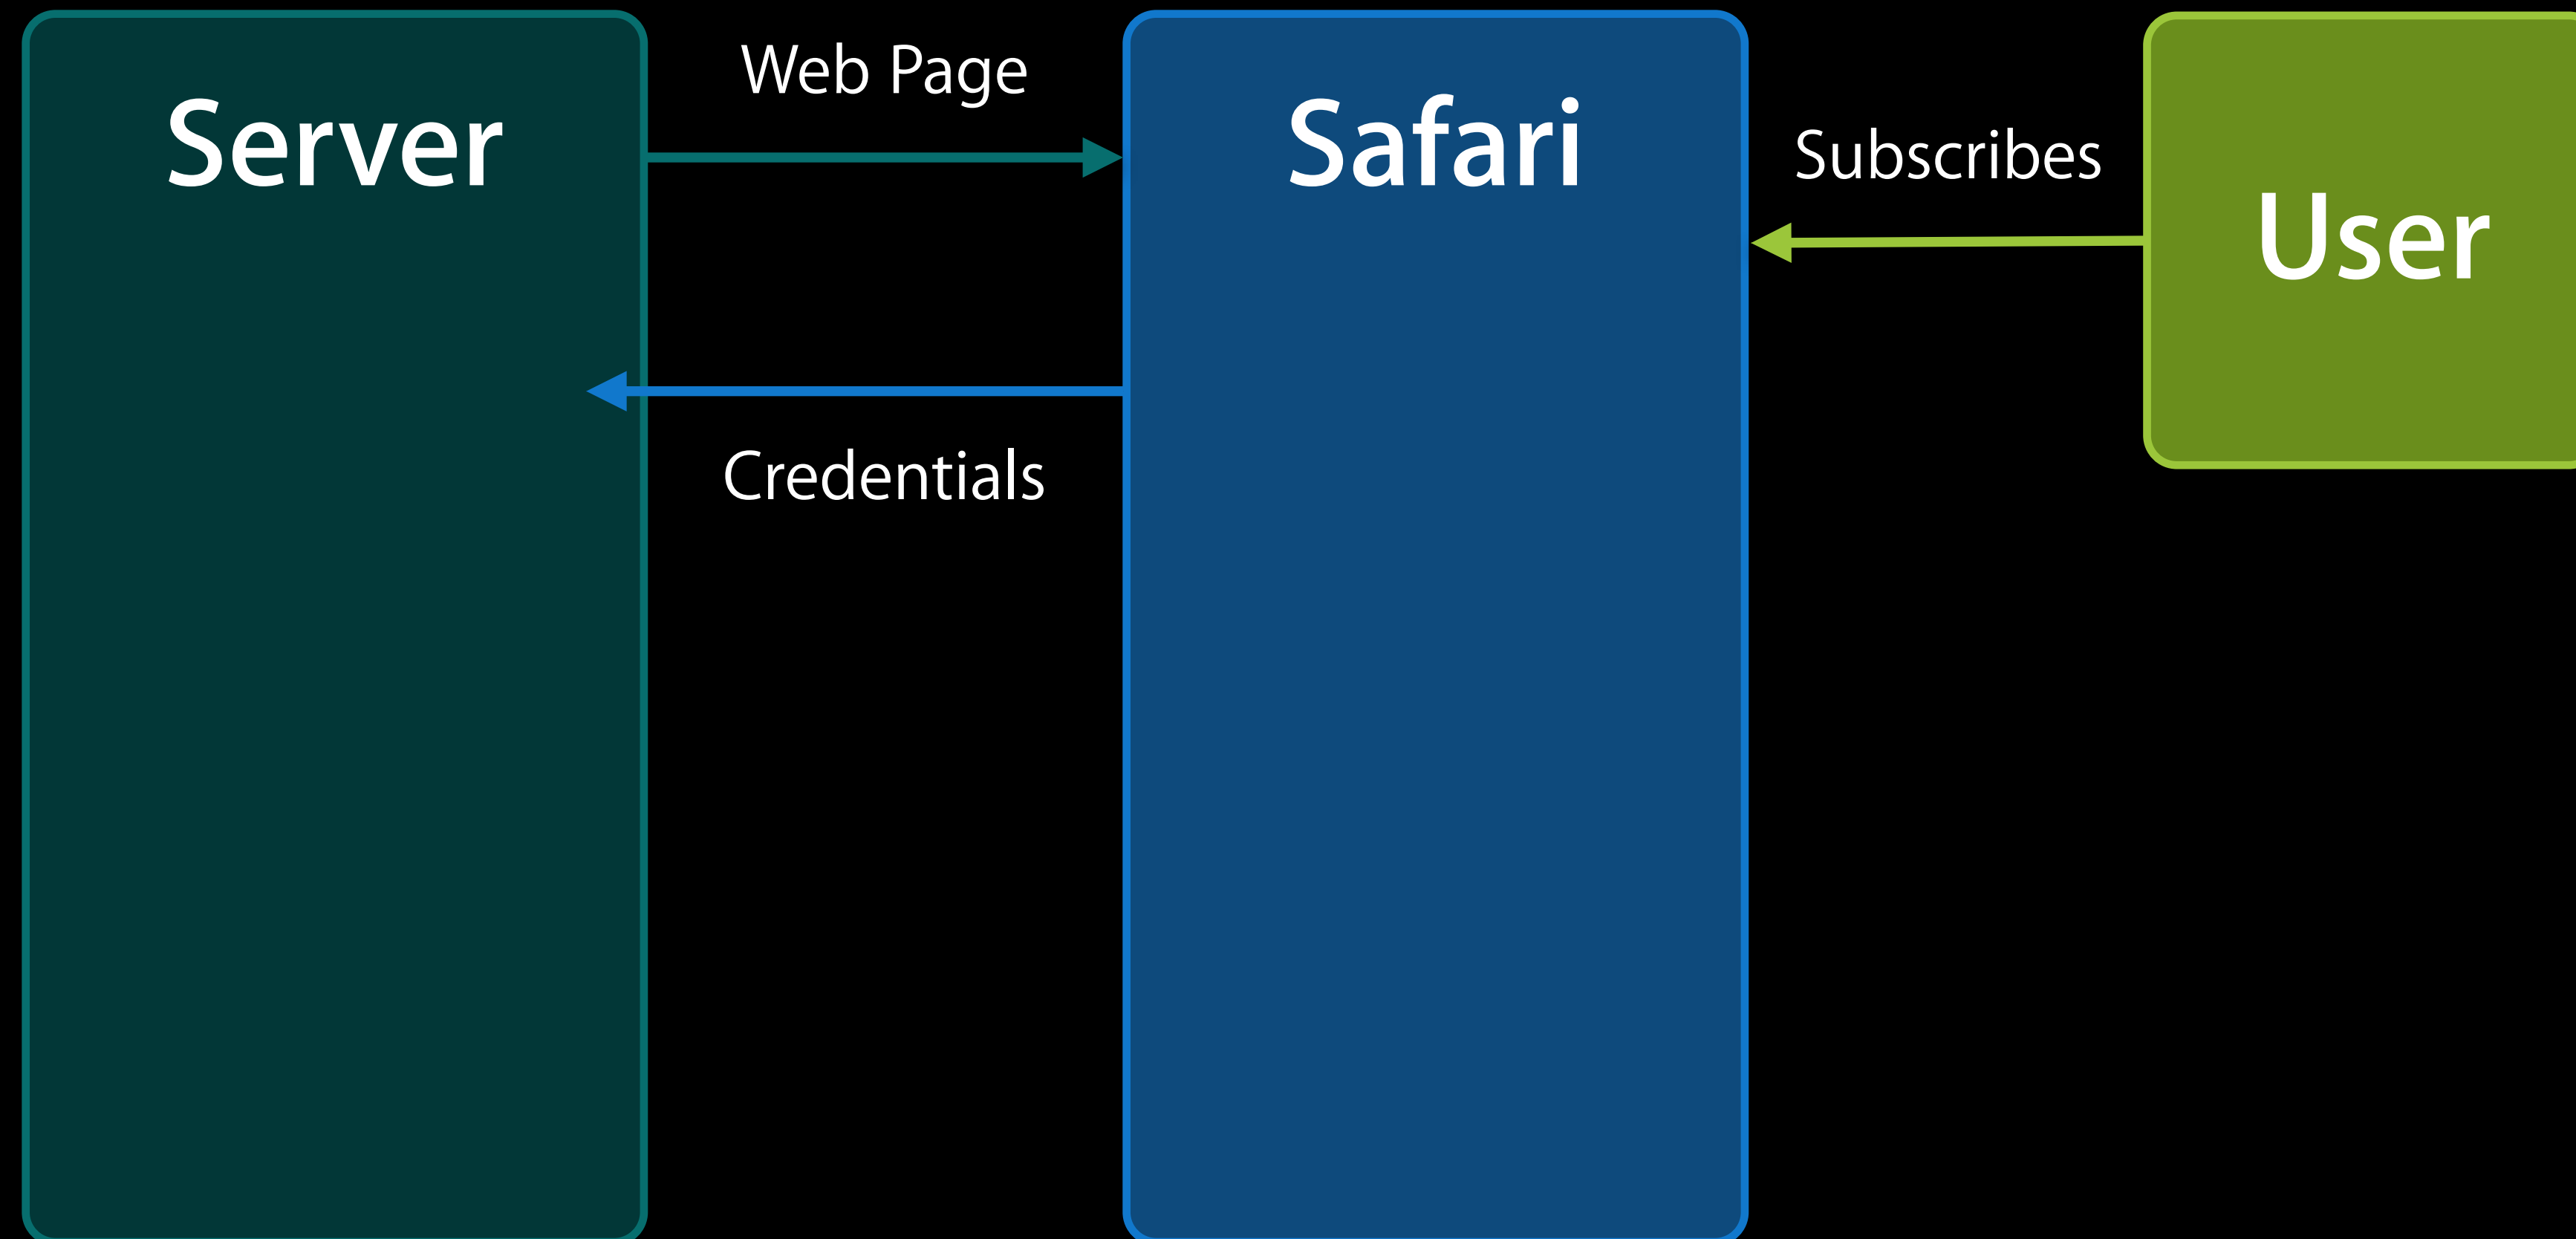 Web Page
Server
Safari
Subscribes
User
Credentials